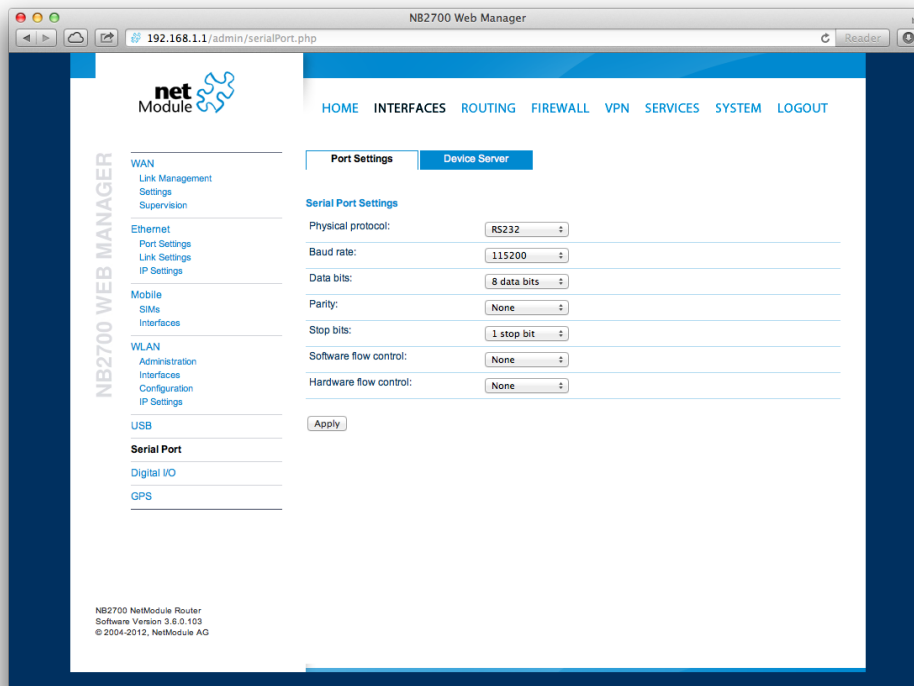 NB2700 Web Manager
192.168.1.1/admin/serialPort.php
Reader
net
Module
HOME INTERFACES ROUTING FIREWALL VPN SERVICES SYSTEM LOGOUT
NB2700 WEB MANAGER
WAN
Link Management
Settings
Supervision
Ethernet
Port Settings
Link Settings
IP Settings
Mobile
SIMs
Interfaces
WLAN
Administration
Interfaces
Configuration
IP Settings
USB
Serial Port
Digital I/O
GPS
Port Settings Device Server
Serial Port Settings
Physical protocol: RS232
Baud rate: 115200
Data bits: 8 data bits
Parity: None
Stop bits: 1 stop bit
Software flow control: None
Hardware flow control: None
Apply
NB2700 NetModule Router
Software Version 3.6.0.103
© 2004-2012, NetModule AG